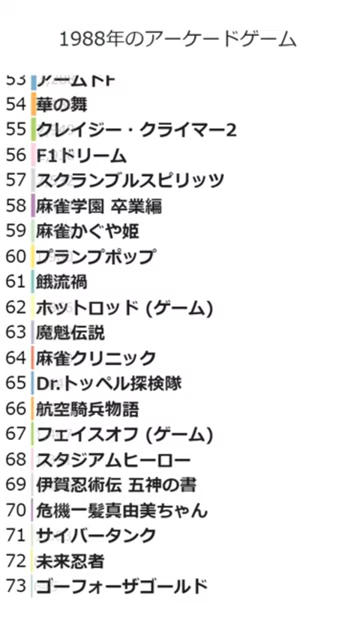 1988年のアーケードゲーム
53
54 華の舞
55 クレイジー・クライマー2
56 F1ドリーム
57 スクランブルスピリッツ
58 麻雀学園 卒業編
59 麻雀かぐや姫
60 プランプポップ
61 餓流禍
62 ホットロッド (ゲーム)
63 魔魁伝説
64 麻雀クリニック
65 Dr.トッペル探検隊
66 航空騎兵物語
67 フェイスオフ (ゲーム)
68 スタジアムヒーロー
69 伊賀忍術伝 五神の書
70 危機一髪真由美ちゃん
71 サイバータンク
72 未来忍者
73 ゴーフォーザゴールド